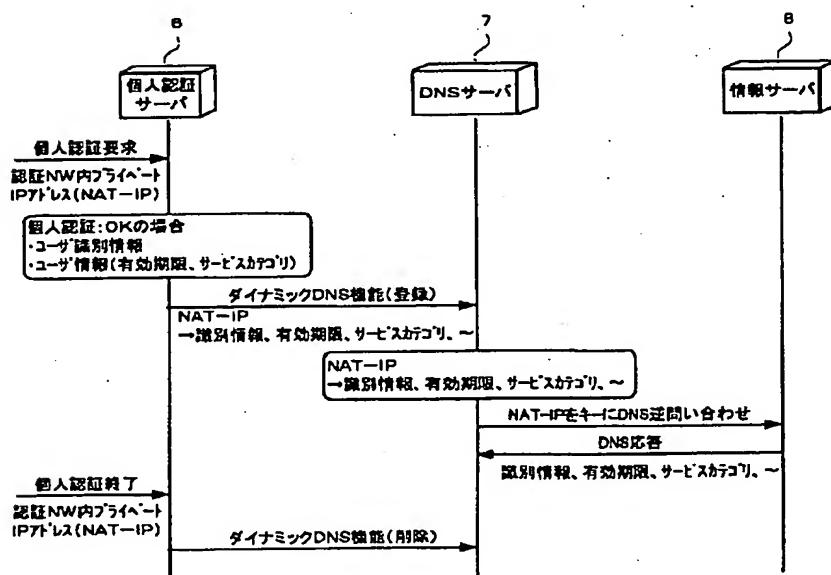 6
7
8
個人認証
サーバ
DNSサーバ
情報サーバ
個人認証要求
認証NW内プライベート
IPアドレス(NAT-IP)
個人認証:OKの場合
・ユーザ識別情報
・ユーザ情報(有効期限、サービスカテゴリ)
ダイナミックDNS機能(登録)
NAT-IP
→識別情報、有効期限、サービスカテゴリ、~
NAT-IP
→識別情報、有効期限、サービスカテゴリ、~
NAT-IPをキーにDNS逆問い合わせ
DNS応答
識別情報、有効期限、サービスカテゴリ、~
個人認証終了
認証NW内プライベート
IPアドレス(NAT-IP)
ダイナミックDNS機能(削除)